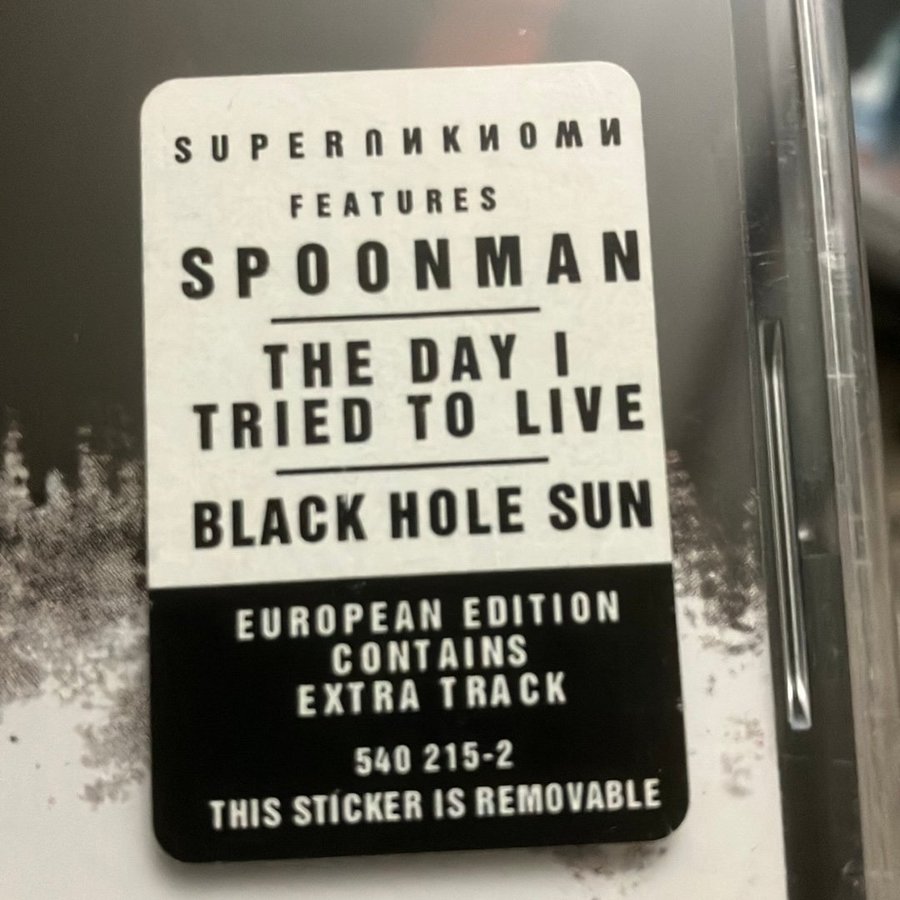 SUPERUNKNOWN
FEATURES
SPOONMAN
THE DAY I
TRIED TO LIVE
BLACK HOLE SUN
EUROPEAN EDITION
CONTAINS
EXTRA TRACK
540 215-2
THIS STICKER IS REMOVABLE